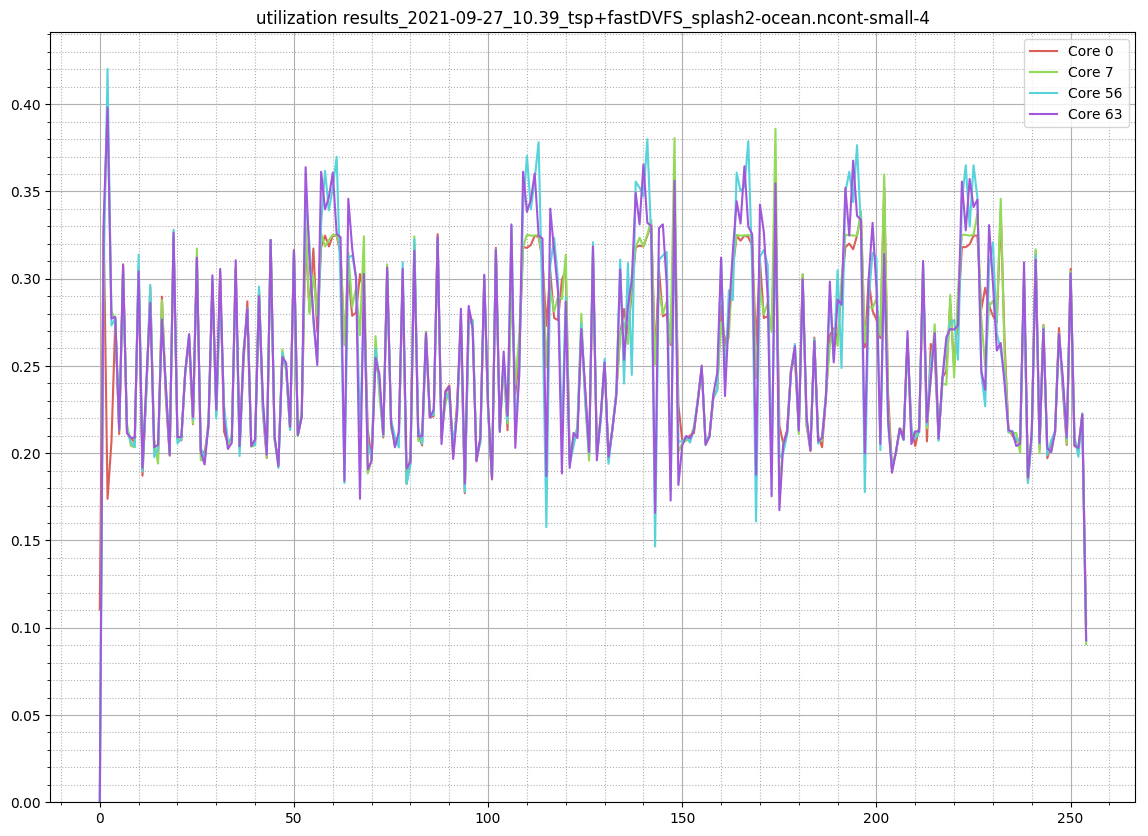 utilization results_2021-09-27_10.39_tsp+fastDVFS_splash2-ocean.ncont-small-4
Core 0
Core 7
Core 56
Core 63
0.40
0.35
0.30
0.25
0.20
0.15
0.10
0.05
0.00
0 50 100 150 200 250